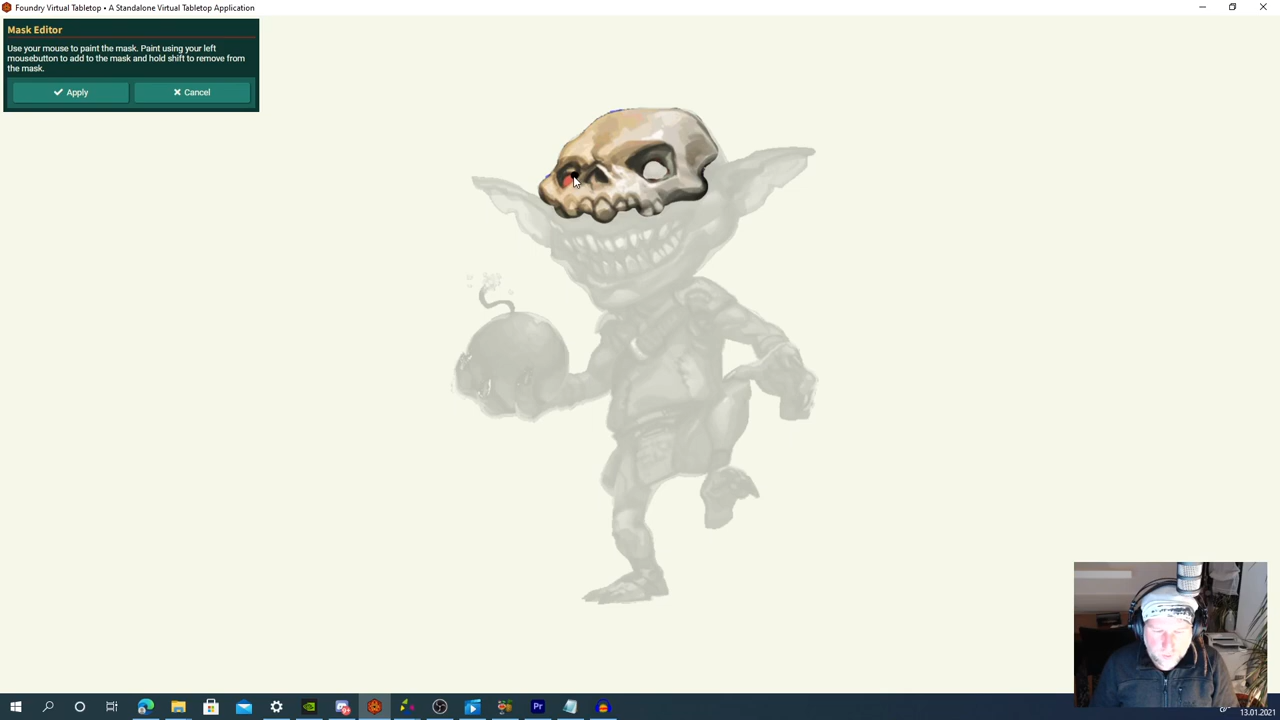 Foundry Virtual Tabletop • A Standalone Virtual Tabletop Application
Mask Editor
Use your mouse to paint the mask. Paint using your left
mousebutton to add to the mask and hold shift to remove from
the mask.
Apply
Cancel
Pr
13.01.2021